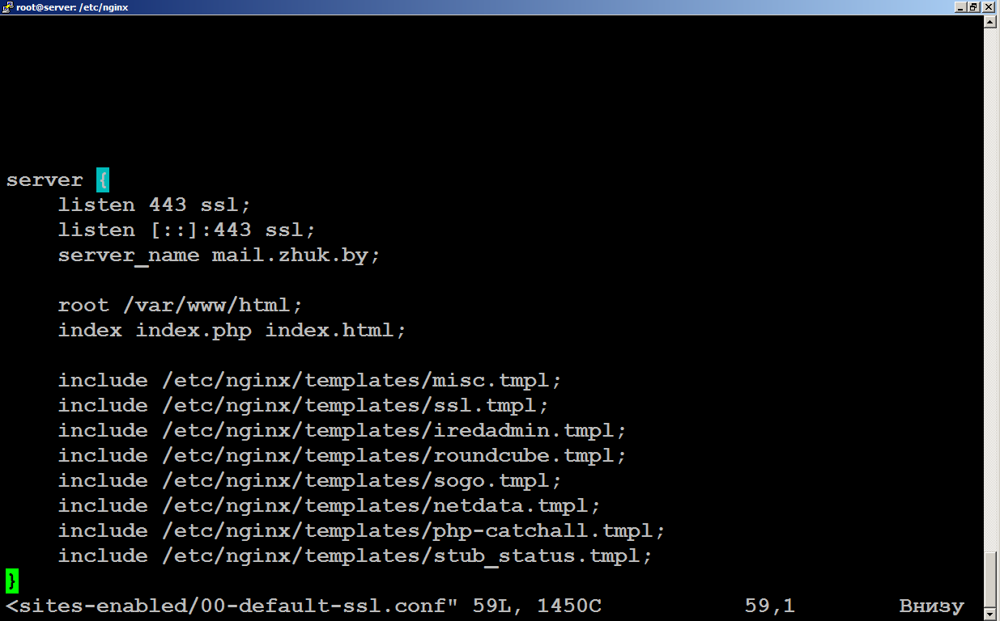 root@server: /etc/nginx
server {
    listen 443 ssl;
    listen [::]:443 ssl;
    server_name mail.zhuk.by;

    root /var/www/html;
    index index.php index.html;

    include /etc/nginx/templates/misc.tmpl;
    include /etc/nginx/templates/ssl.tmpl;
    include /etc/nginx/templates/iredadmin.tmpl;
    include /etc/nginx/templates/roundcube.tmpl;
    include /etc/nginx/templates/sogo.tmpl;
    include /etc/nginx/templates/netdata.tmpl;
    include /etc/nginx/templates/php-catchall.tmpl;
    include /etc/nginx/templates/stub_status.tmpl;
}
<sites-enabled/00-default-ssl.conf" 59L, 1450C 59,1 Внизу